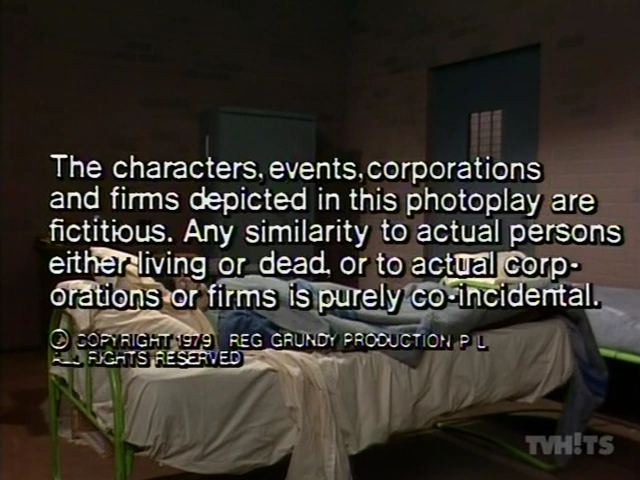 The characters, events, corporations
and firms depicted in this photoplay are
fictitious. Any similarity to actual persons
either living or dead, or to actual corp-
orations or firms is purely co-incidental.
© COPYRIGHT 1979 REG GRUNDY PRODUCTION P L
ALL RIGHTS RESERVED
TVH!TS